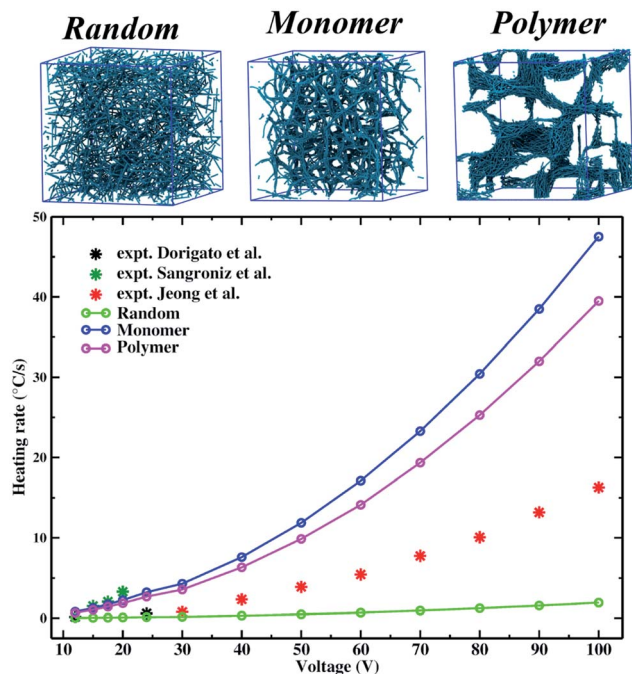 Random Monomer Polymer
50
expt. Dorigato et al.
expt. Sangroniz et al.
expt. Jeong et al.
Random
Monomer
Polymer
40
30
20
10
0
Heating rate (°C/s)
10 20 30 40 50 60 70 80 90 100
Voltage (V)